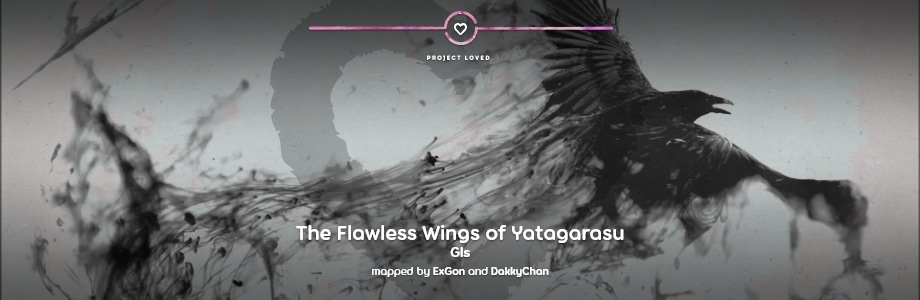 PROJECT LOVED
The Flawless Wings of Yatagarasu
Gls
mapped by ExGon and DakkyChan